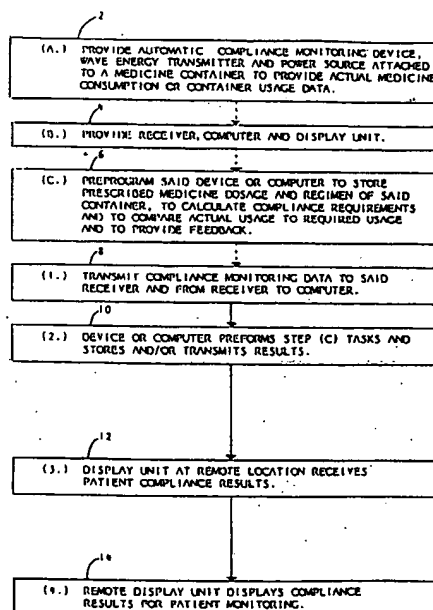 2
(A.) PROVIDE AUTOMATIC COMPLIANCE MONITORING DEVICE,
WAVE ENERGY TRANSMITTER AND POWER SOURCE ATTACHED
TO A MEDICINE CONTAINER TO PROVIDE ACTUAL MEDICINE
CONSUMPTION OR CONTAINER USAGE DATA.
(B.) PROVIDE RECEIVER, COMPUTER AND DISPLAY UNIT.
6
(C.) PREPROGRAM SAID DEVICE OR COMPUTER TO STORE
PRESCRIBED MEDICINE DOSAGE AND REGIMEN OF SAID
CONTAINER, TO CALCULATE COMPLIANCE REQUIREMENTS
AND TO COMPARE ACTUAL USAGE TO REQUIRED USAGE
AND TO PROVIDE FEEDBACK.
8
(1.) TRANSMIT COMPLIANCE MONITORING DATA TO SAID
RECEIVER AND FROM RECEIVER TO COMPUTER.
10
(2.) DEVICE OR COMPUTER PREFORMS STEP (C) TASKS AND
STORES AND/OR TRANSMITS RESULTS.
12
(3.) DISPLAY UNIT AT REMOTE LOCATION RECEIVES
PATIENT COMPLIANCE RESULTS.
14
(4.) REMOTE DISPLAY UNIT DISPLAYS COMPLIANCE
RESULTS FOR PATIENT MONITORING.